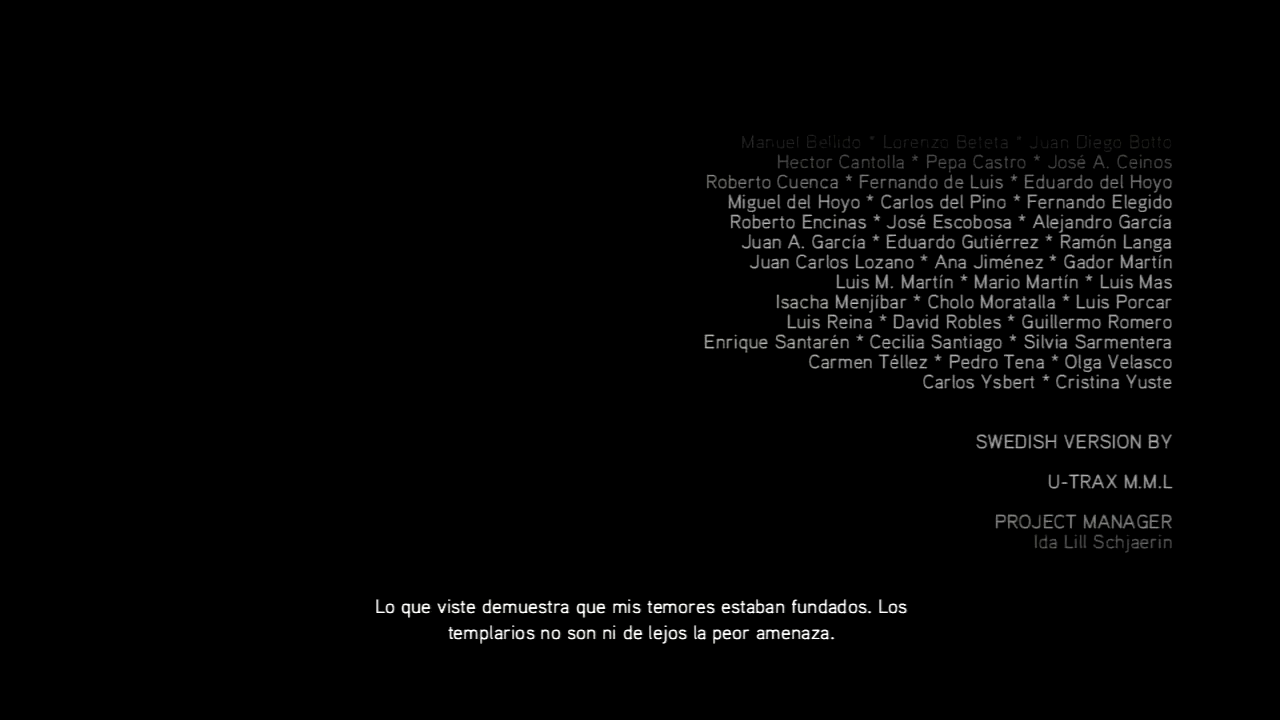 Manuel Bellido * Lorenzo Beteta * Juan Diego Botto
Hector Cantolla * Pepa Castro * José A. Ceinos
Roberto Cuenca * Fernando de Luis * Eduardo del Hoyo
Miguel del Hoyo * Carlos del Pino * Fernando Elegido
Roberto Encinas * José Escobosa * Alejandro García
Juan A. García * Eduardo Gutiérrez * Ramón Langa
Juan Carlos Lozano * Ana Jiménez * Gador Martín
Luis M. Martín * Mario Martín * Luis Mas
Isacha Menjíbar * Cholo Moratalla * Luis Porcar
Luis Reina * David Robles * Guillermo Romero
Enrique Santarén * Cecilia Santiago * Silvia Sarmentera
Carmen Téllez * Pedro Tena * Olga Velasco
Carlos Ysbert * Cristina Yuste
SWEDISH VERSION BY
U-TRAX M.M.L
PROJECT MANAGER
Ida Lill Schjaerin
Lo que viste demuestra que mis temores estaban fundados. Los
templarios no son ni de lejos la peor amenaza.